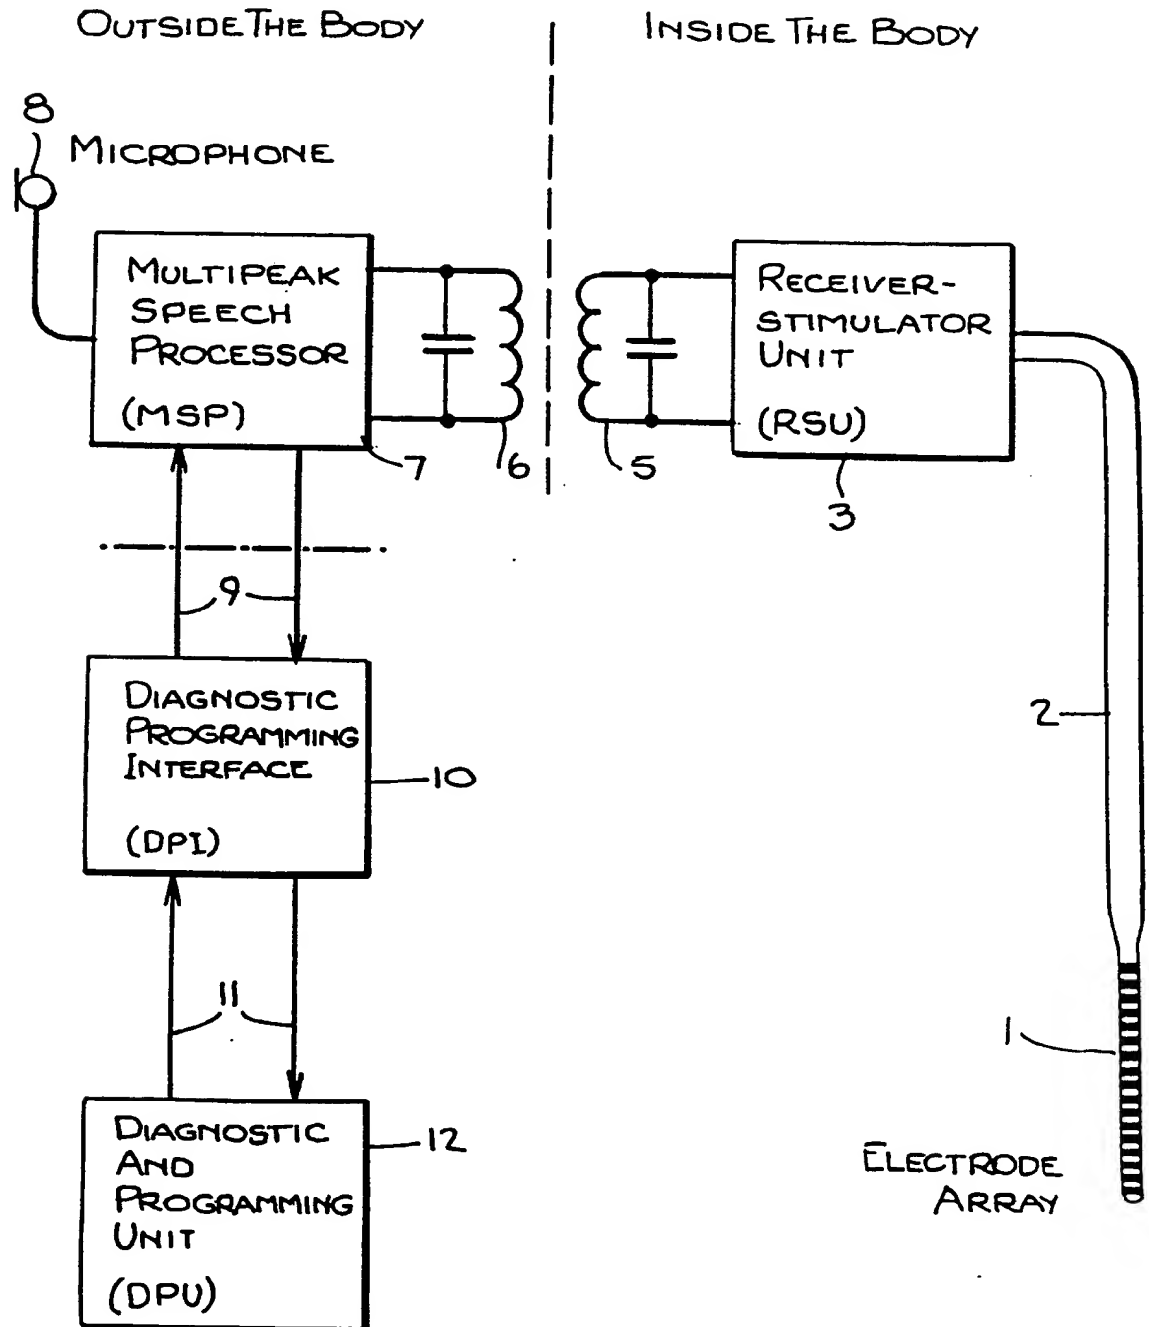 OUTSIDE THE BODY
INSIDE THE BODY
8
MICROPHONE
MULTIPEAK
SPEECH
PROCESSOR
(MSP)
RECEIVER-
STIMULATOR
UNIT
(RSU)
7
6
5
3
9
DIAGNOSTIC
PROGRAMMING
INTERFACE
(DPI)
10
2
11
1
DIAGNOSTIC
AND
PROGRAMMING
UNIT
(DPU)
12
ELECTRODE
ARRAY